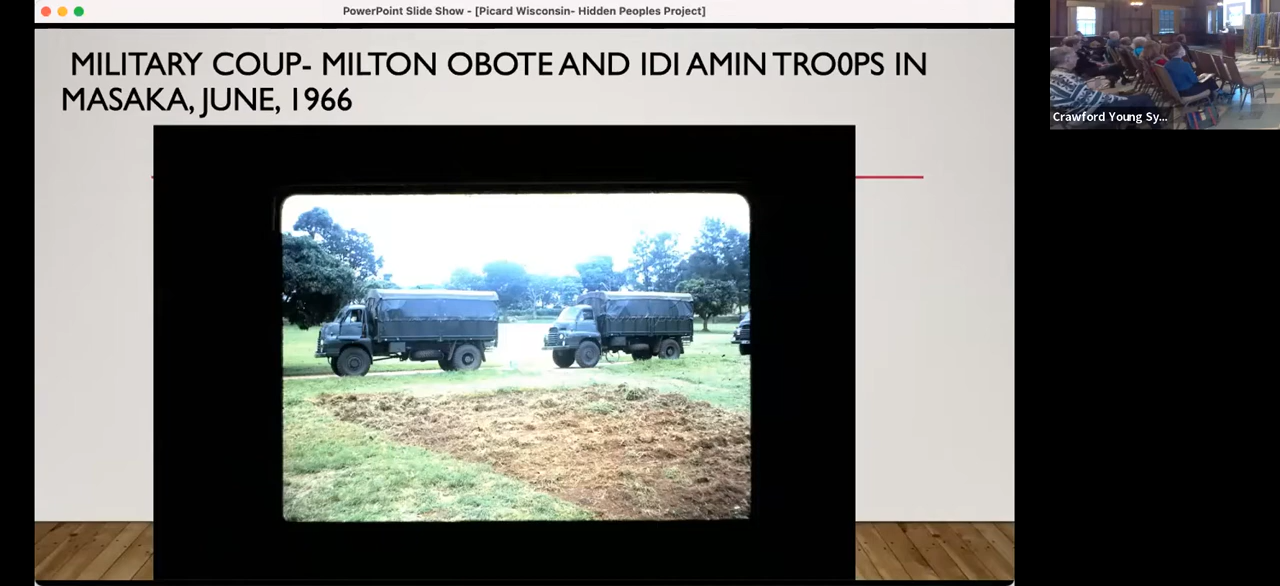 PowerPoint Slide Show - [Picard Wisconsin- Hidden Peoples Project]
MILITARY COUP- MILTON OBOTE AND IDI AMIN TRO0PS IN
MASAKA, JUNE, 1966
Crawford Young Sy...